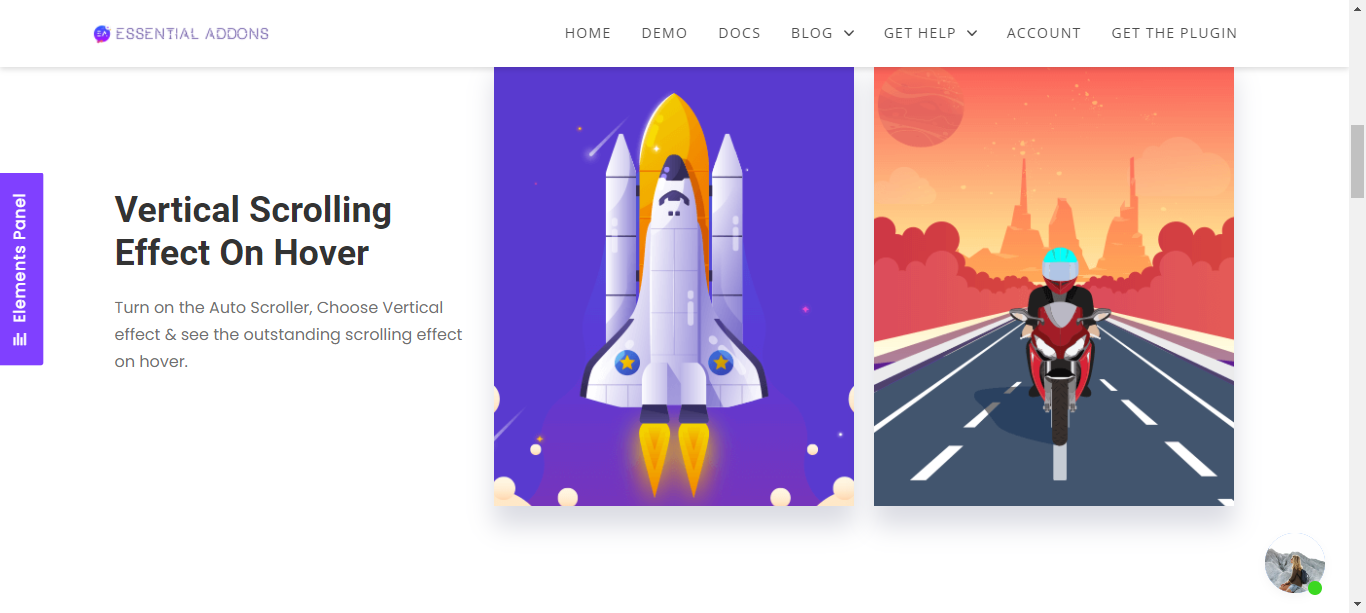 ESSENTIAL ADDONS
HOME DEMO DOCS BLOG GET HELP ACCOUNT GET THE PLUGIN
Elements Panel
Vertical Scrolling
Effect On Hover
Turn on the Auto Scroller, Choose Vertical
effect & see the outstanding scrolling effect
on hover.